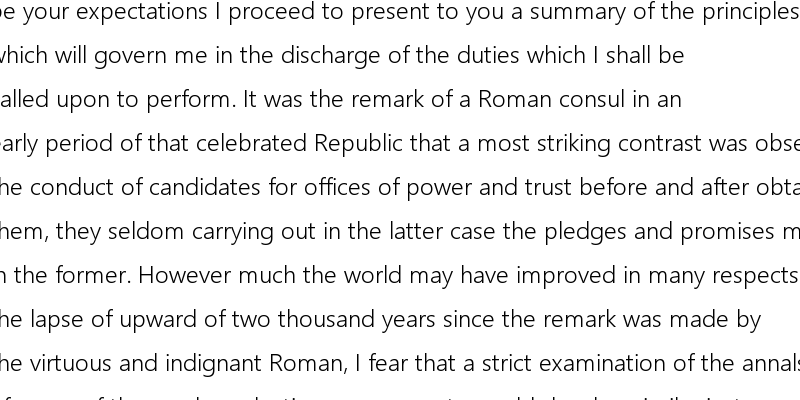 be your expectations I proceed to present to you a summary of the principles
which will govern me in the discharge of the duties which I shall be
called upon to perform. It was the remark of a Roman consul in an
early period of that celebrated Republic that a most striking contrast was
the conduct of candidates for offices of power and trust before and after
them, they seldom carrying out in the latter case the pledges and promises
in the former. However much the world may have improved in many respects
the lapse of upward of two thousand years since the remark was made by
the virtuous and indignant Roman, I fear that a strict examination of the annals